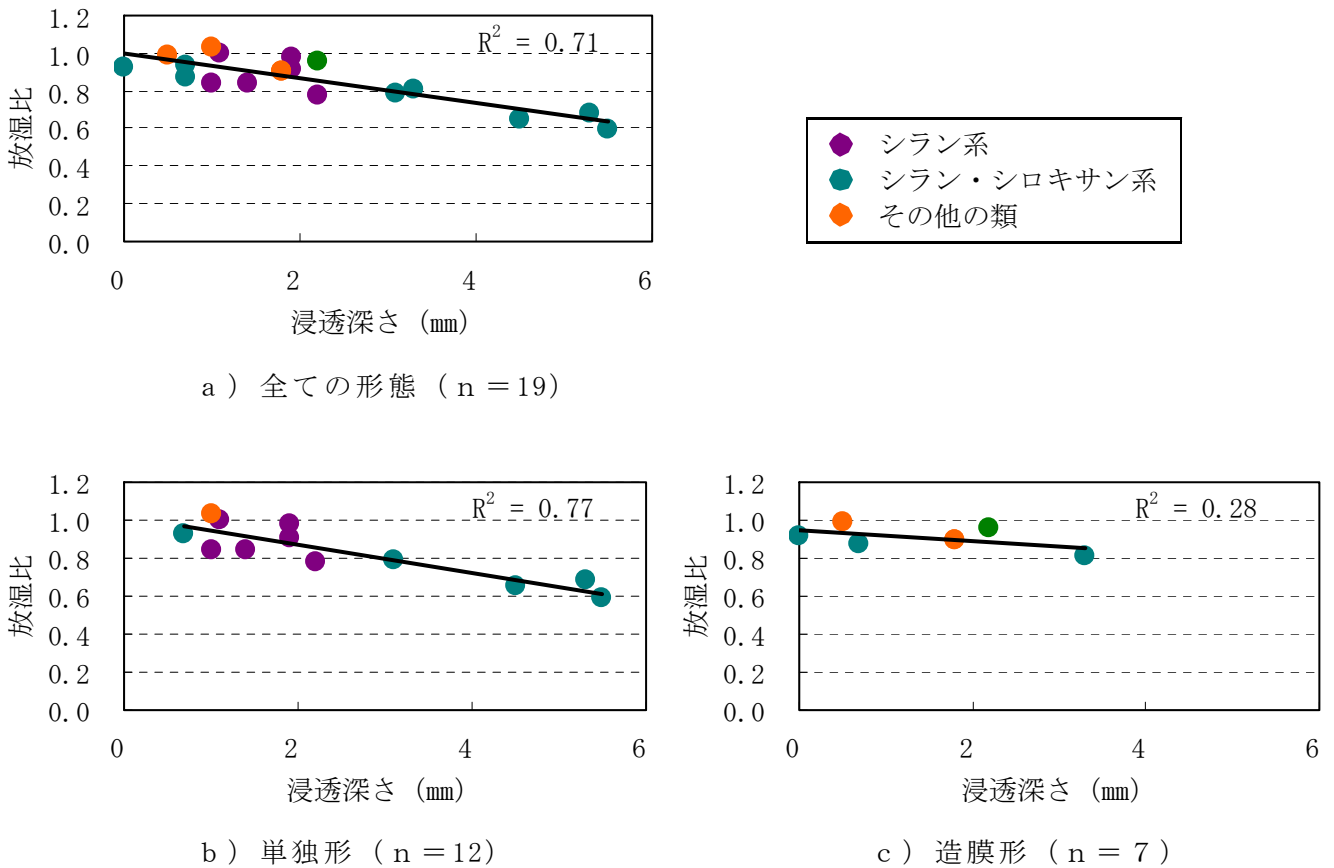 1.2
1.0
0.8
0.6
0.4
0.2
0.0
放湿比
R² = 0.71
0 2 4 6
浸透深さ (㎜)
a）全ての形態（n＝19）
シラン系
シラン・シロキサン系
その他の類
1.2
1.0
0.8
0.6
0.4
0.2
0.0
放湿比
R² = 0.77
0 2 4 6
浸透深さ (㎜)
b）単独形（n＝12）
1.2
1.0
0.8
0.6
0.4
0.2
0.0
放湿比
R² = 0.28
0 2 4 6
浸透深さ (㎜)
c）造膜形（n＝7）